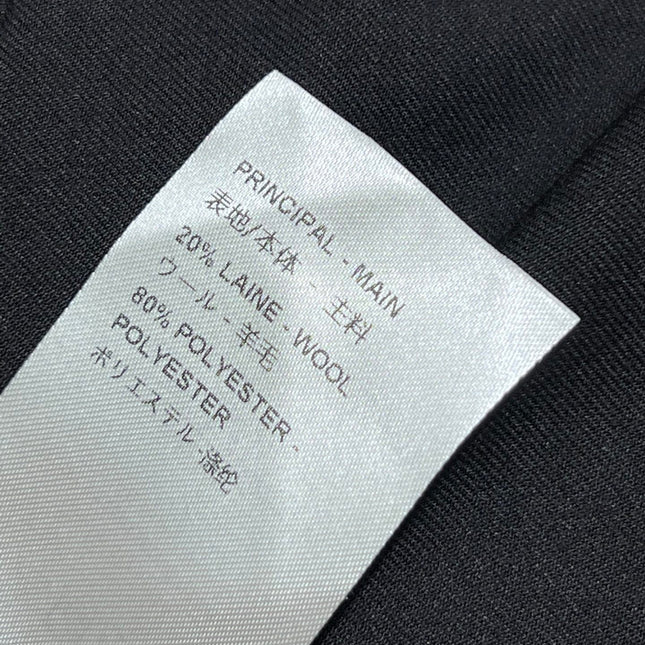 PRINCIPAL - MAIN
表地/本体 - 主料
20% LAINE - WOOL
ウール - 羊毛
80% POLYESTER -
POLYESTER
ポリエステル - 涤纶